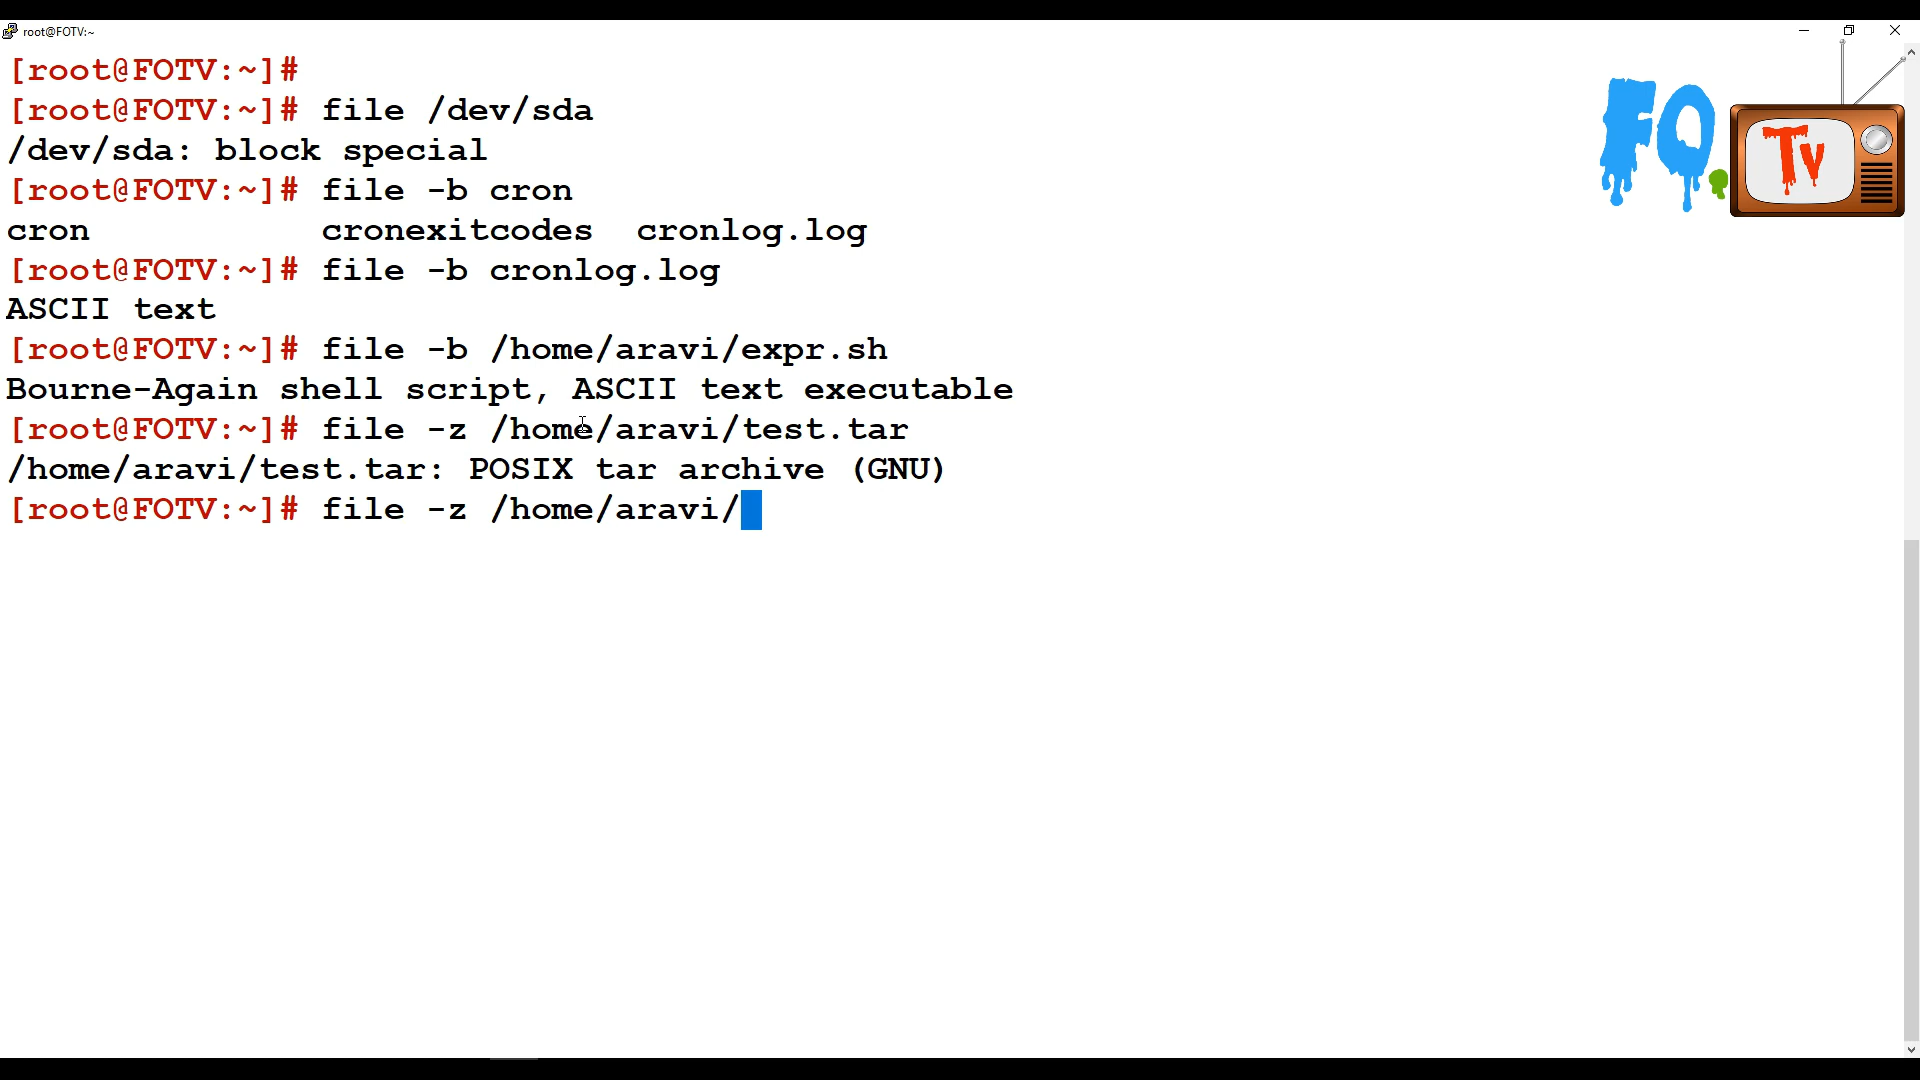 root@FOTV:~
[root@FOTV:~]#
[root@FOTV:~]# file /dev/sda
/dev/sda: block special
[root@FOTV:~]# file -b cron
cron           cronexitcodes  cronlog.log
[root@FOTV:~]# file -b cronlog.log
ASCII text
[root@FOTV:~]# file -b /home/aravi/expr.sh
Bourne-Again shell script, ASCII text executable
[root@FOTV:~]# file -z /home/aravi/test.tar
/home/aravi/test.tar: POSIX tar archive (GNU)
[root@FOTV:~]# file -z /home/aravi/
FO.
Tv